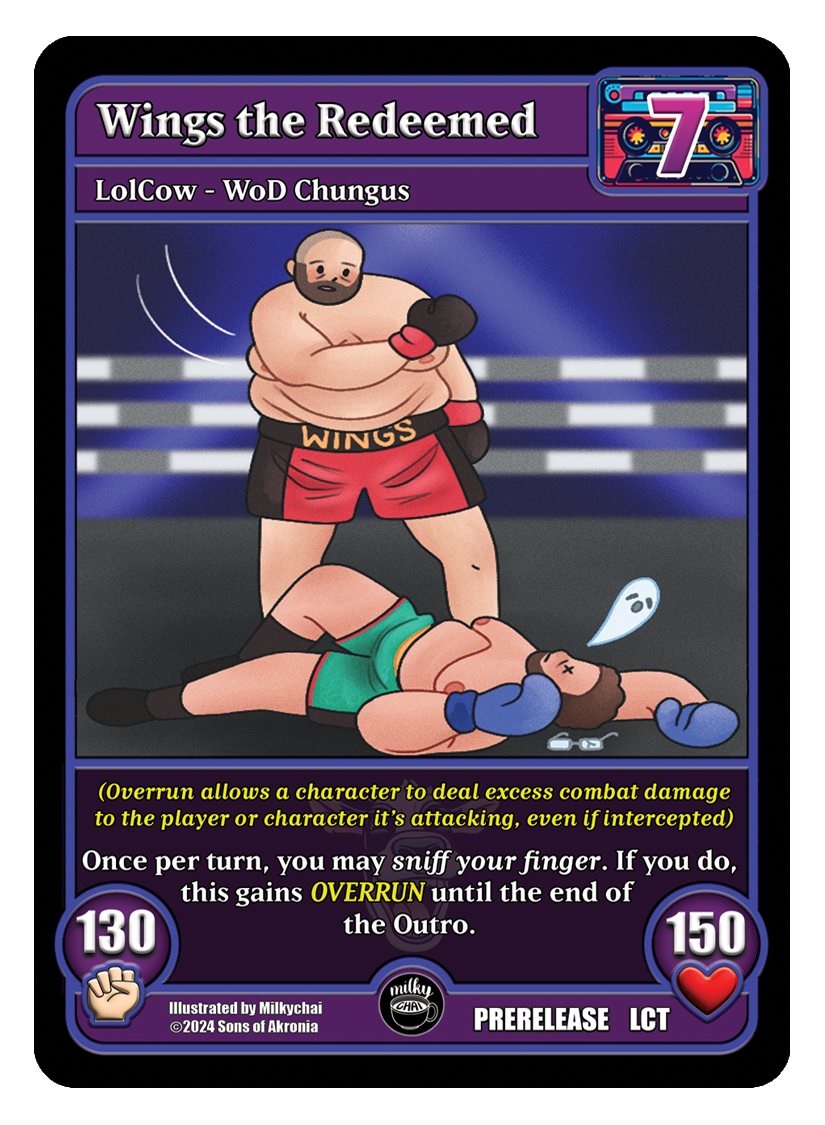 Wings the Redeemed
7
LolCow - WoD Chungus
WINGS
(Overrun allows a character to deal excess combat damage
to the player or character it's attacking, even if intercepted)
Once per turn, you may sniff your finger. If you do,
this gains OVERRUN until the end of
the Outro.
130
150
Illustrated by Milkychai
©2024 Sons of Akronia
milky
CHAI
PRERELEASE LCT